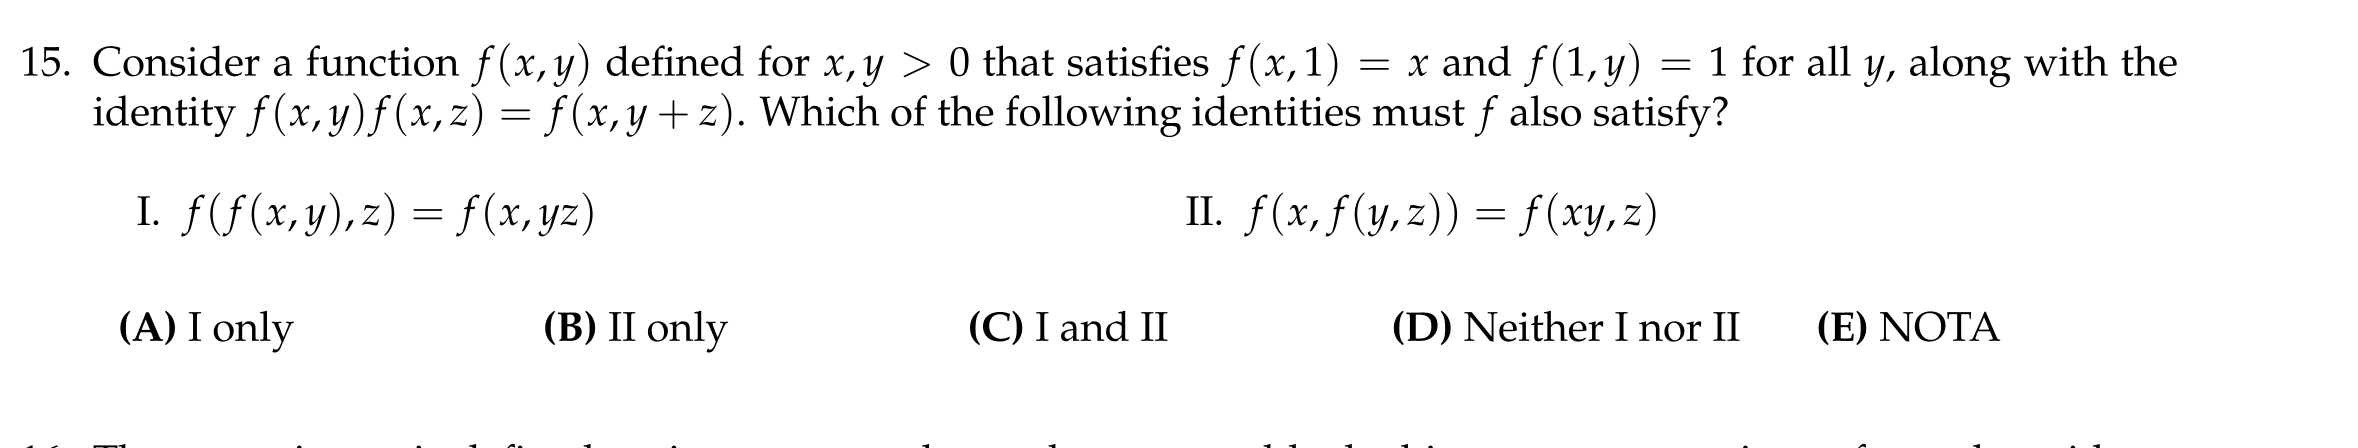 15. Consider a function f(x, y) defined for x, y > 0 that satisfies f(x, 1) = x and f(1, y) = 1 for all y, along with the
identity f(x, y)f(x, z) = f(x, y + z). Which of the following identities must f also satisfy?
I. f(f(x, y), z) = f(x, yz) II. f(x, f(y, z)) = f(xy, z)
(A) I only (B) II only (C) I and II (D) Neither I nor II (E) NOTA